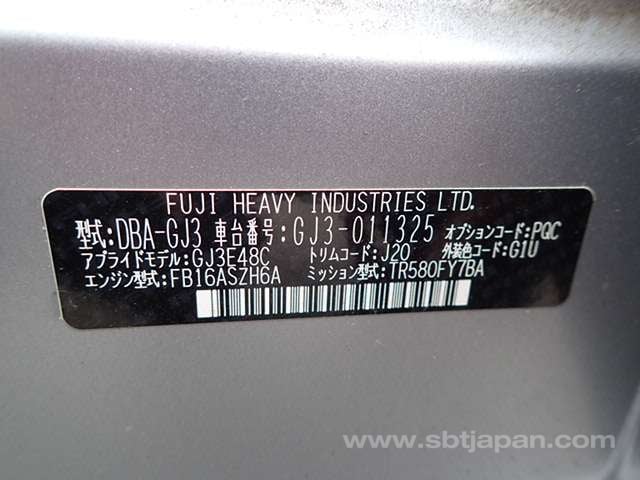 FUJI HEAVY INDUSTRIES LTD.
型式:DBA-GJ3 車台番号:GJ3-011325 オプションコード:PQC
アプライドモデル:GJ3E48C トリムコード:J20 外装色コード:G1U
エンジン型式:FB16ASZH6A ミッション型式:TR580FY7BA
www.sbtjapan.com